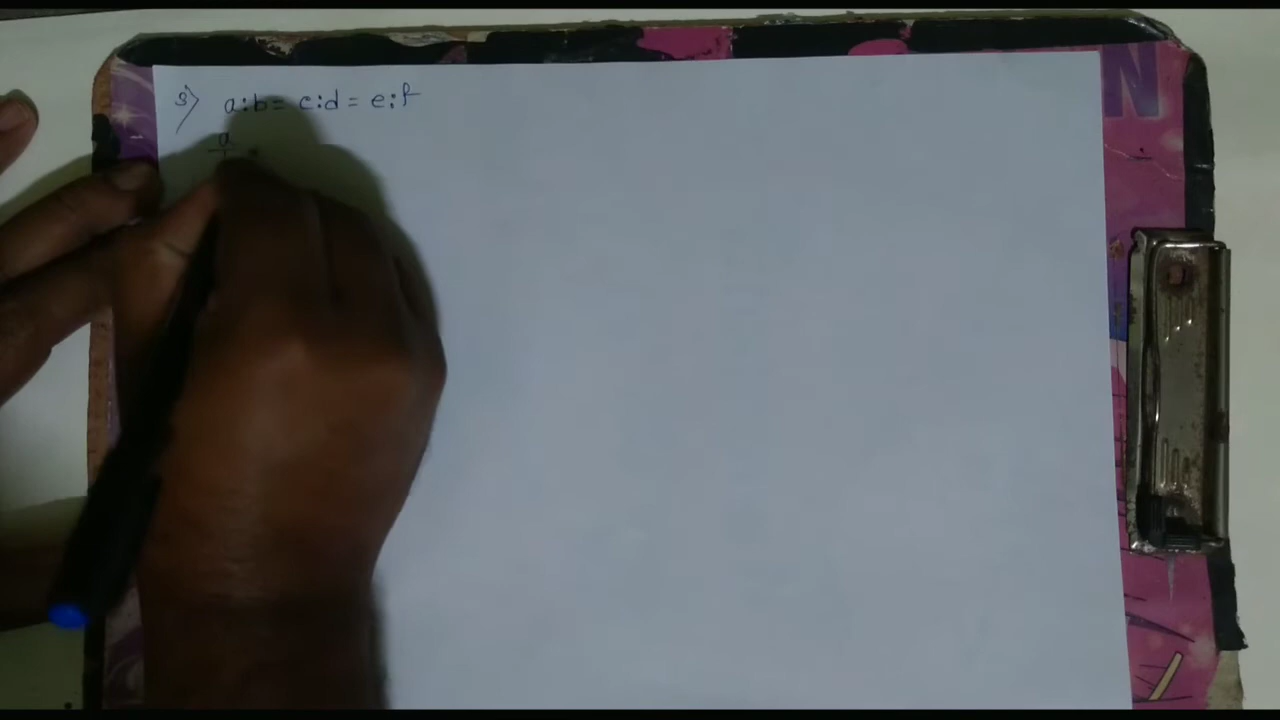 3) a:b = c:d = e:f
a
N